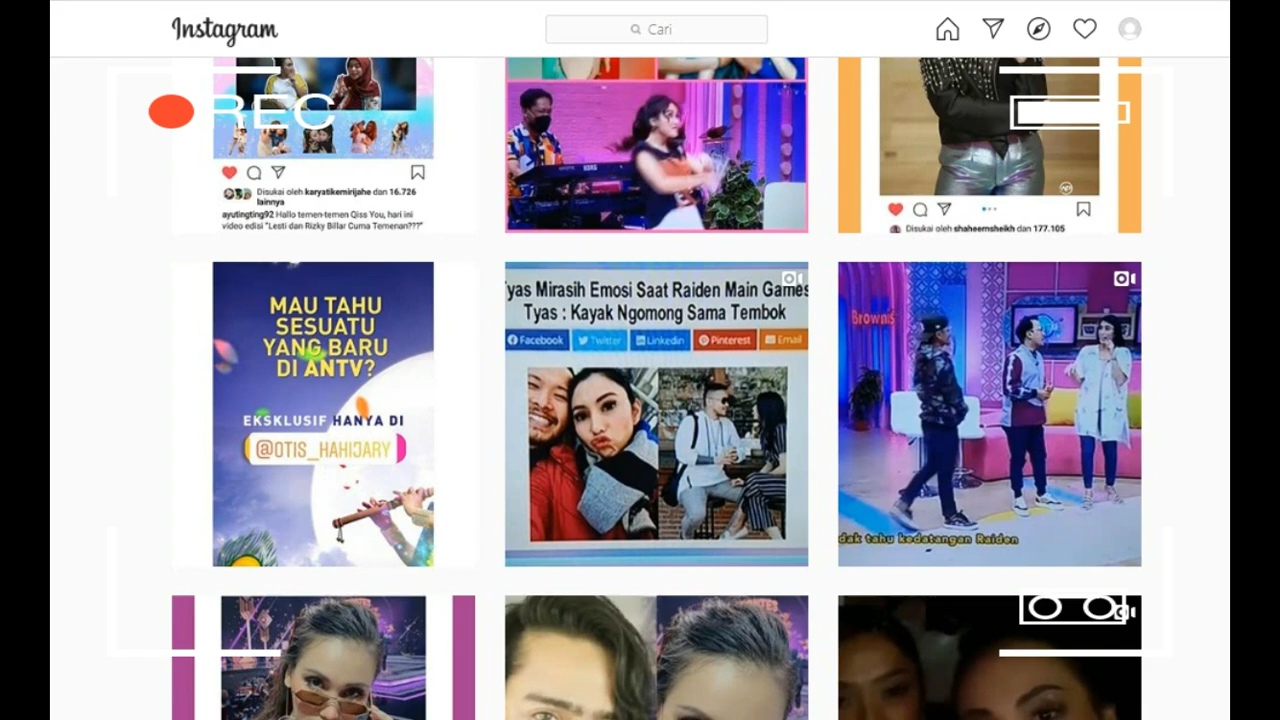 Instagram
Cari
REC
Disukai oleh karyatikemirijahe dan 16.726
lainnya
ayutingting92 Hallo temen-temen Qiss You, hari ini
video edisi "Lesti dan Rizky Billar Cuma Temenan???"
KORG
Disukai oleh shaheemsheikh dan 177.105
MAU TAHU
SESUATU
YANG BARU
DI ANTV?
EKSKLUSIF HANYA DI
@OTIS_HAHIJARY
Tyas Mirasih Emosi Saat Raiden Main Games
Tyas : Kayak Ngomong Sama Tembok
Facebook
Twitter
Linkedin
Pinterest
Email
Brownis
dak tahu kedatangan Raiden